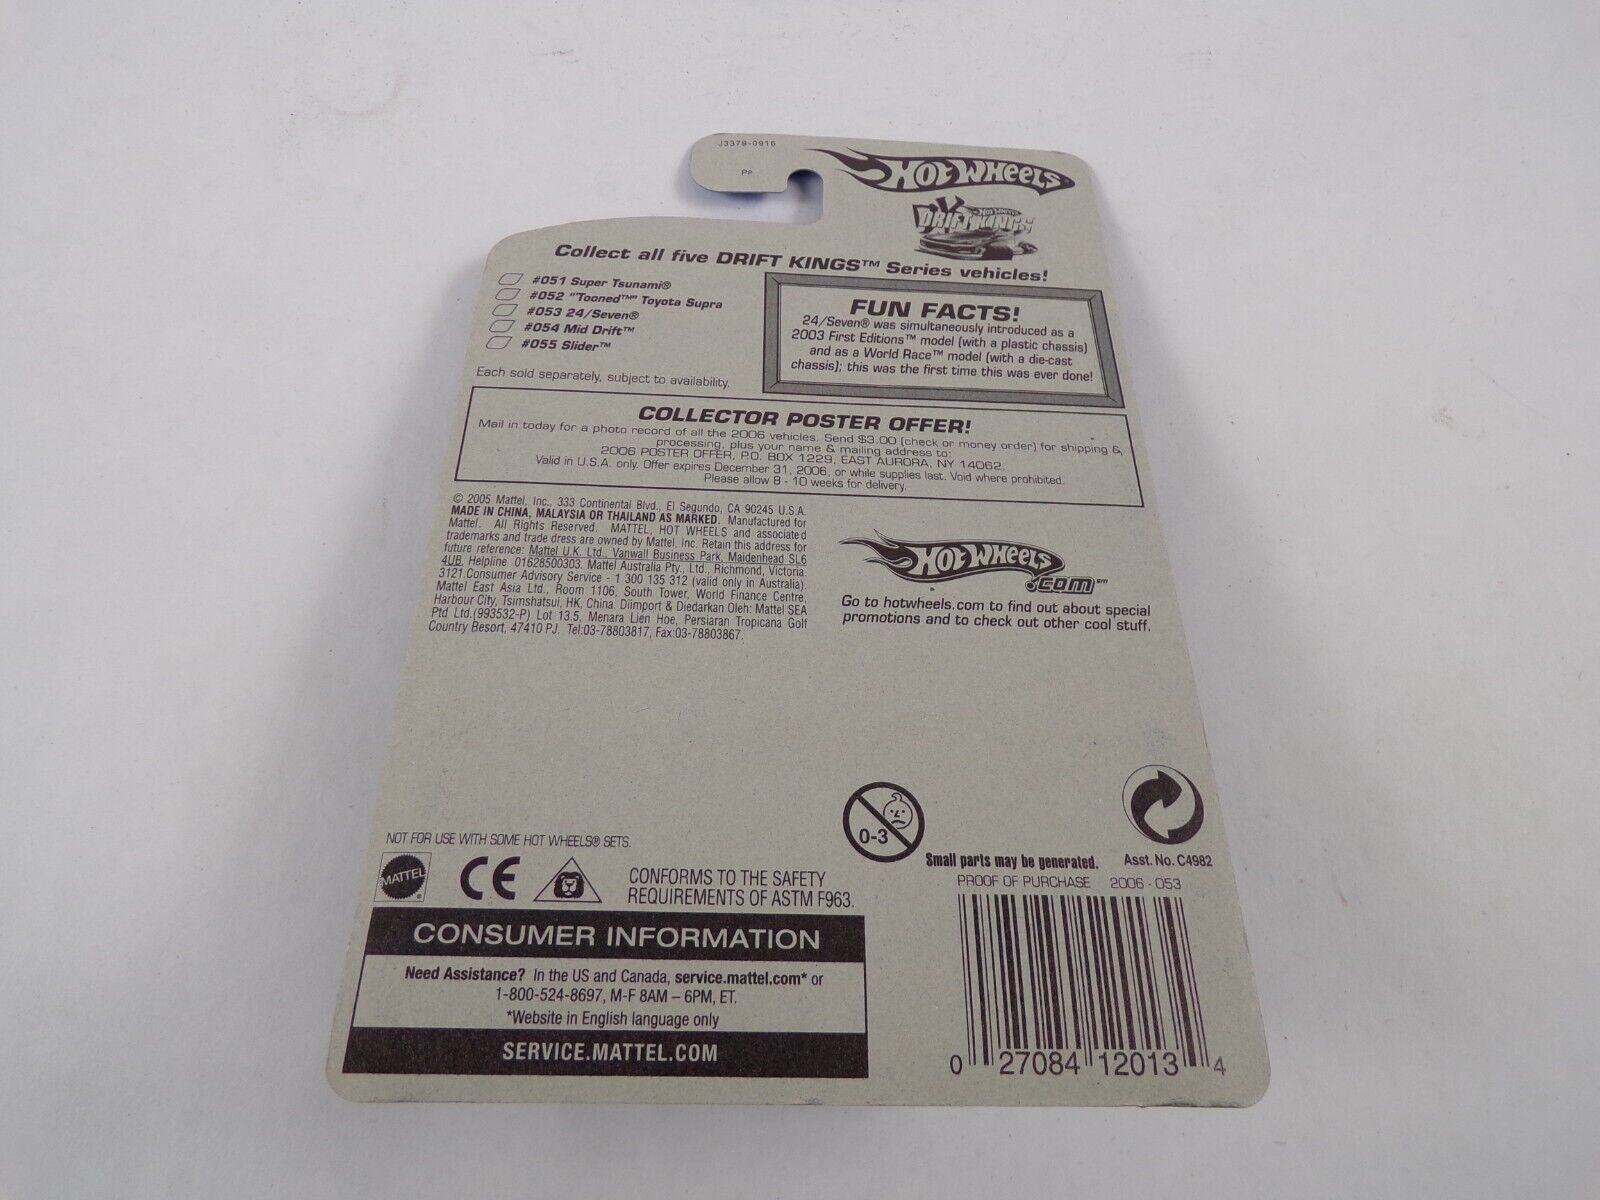 J3379-0916
PP
HOT WHEELS®
HOT WHEELS
DRIFT KINGS
Collect all five DRIFT KINGS™ Series vehicles!
#051 Super Tsunami®
#052 "Tooned™" Toyota Supra
#053 24/Seven®
#054 Mid Drift™
#055 Slider™
Each sold separately, subject to availability.
FUN FACTS!
24/Seven® was simultaneously introduced as a
2003 First Editions™ model (with a plastic chassis)
and as a World Race™ model (with a die-cast
chassis); this was the first time this was ever done!
COLLECTOR POSTER OFFER!
Mail in today for a photo record of all the 2006 vehicles. Send $3.00 (check or money order) for shipping &
processing, plus your name & mailing address to:
2006 POSTER OFFER, P.O. BOX 1229, EAST AURORA, NY 14062.
Valid in U.S.A. only. Offer expires December 31, 2006, or while supplies last. Void where prohibited.
Please allow 8 - 10 weeks for delivery.
© 2005 Mattel, Inc., 333 Continental Blvd., El Segundo, CA 90245 U.S.A.
MADE IN CHINA, MALAYSIA OR THAILAND AS MARKED. Manufactured for
Mattel. All Rights Reserved. MATTEL, HOT WHEELS and associated
trademarks and trade dress are owned by Mattel, Inc. Retain this address for
future reference: Mattel U.K. Ltd., Vanwall Business Park, Maidenhead SL6
4UB. Helpline 01628500303. Mattel Australia Pty., Ltd., Richmond, Victoria.
3121.Consumer Advisory Service - 1 300 135 312 (valid only in Australia).
Mattel East Asia Ltd., Room 1106, South Tower, World Finance Centre,
Harbour City, Tsimshatsui, HK, China. Diimport & Diedarkan Oleh: Mattel SEA
Ptd Ltd.(993532-P) Lot 13.5, Menara Lien Hoe, Persiaran Tropicana Golf
Country Resort, 47410 PJ. Tel:03-78803817, Fax:03-78803867.
HOT WHEELS
.COM℠
Go to hotwheels.com to find out about special
promotions and to check out other cool stuff.
NOT FOR USE WITH SOME HOT WHEELS® SETS.
MATTEL®
CE
CONFORMS TO THE SAFETY
REQUIREMENTS OF ASTM F963.
0-3
Small parts may be generated.
Asst. No. C4982
PROOF OF PURCHASE 2006 - 053
CONSUMER INFORMATION
Need Assistance? In the US and Canada, service.mattel.com* or
1-800-524-8697, M-F 8AM – 6PM, ET.
*Website in English language only
SERVICE.MATTEL.COM
0 27084 12013 4